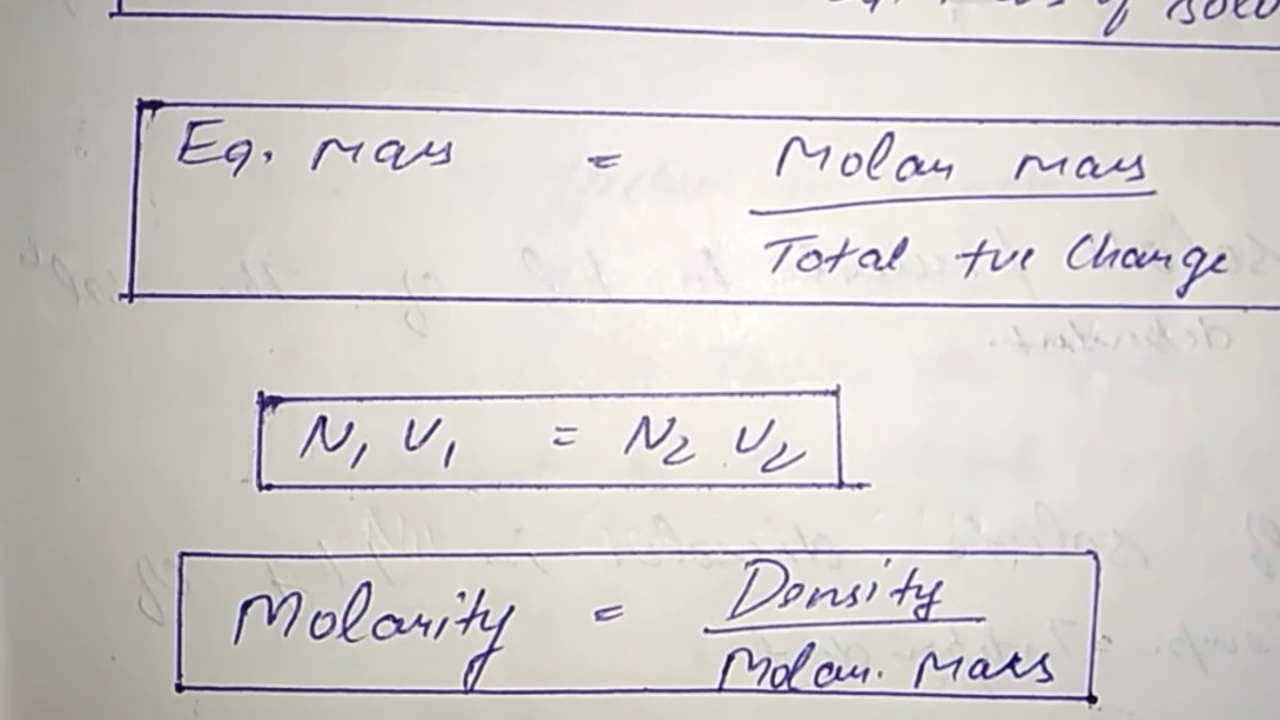 Eq. mass = Molar mass
Total +ve Charge
N1 V1 = N2 V2
Molarity = Density
Molar. Mass